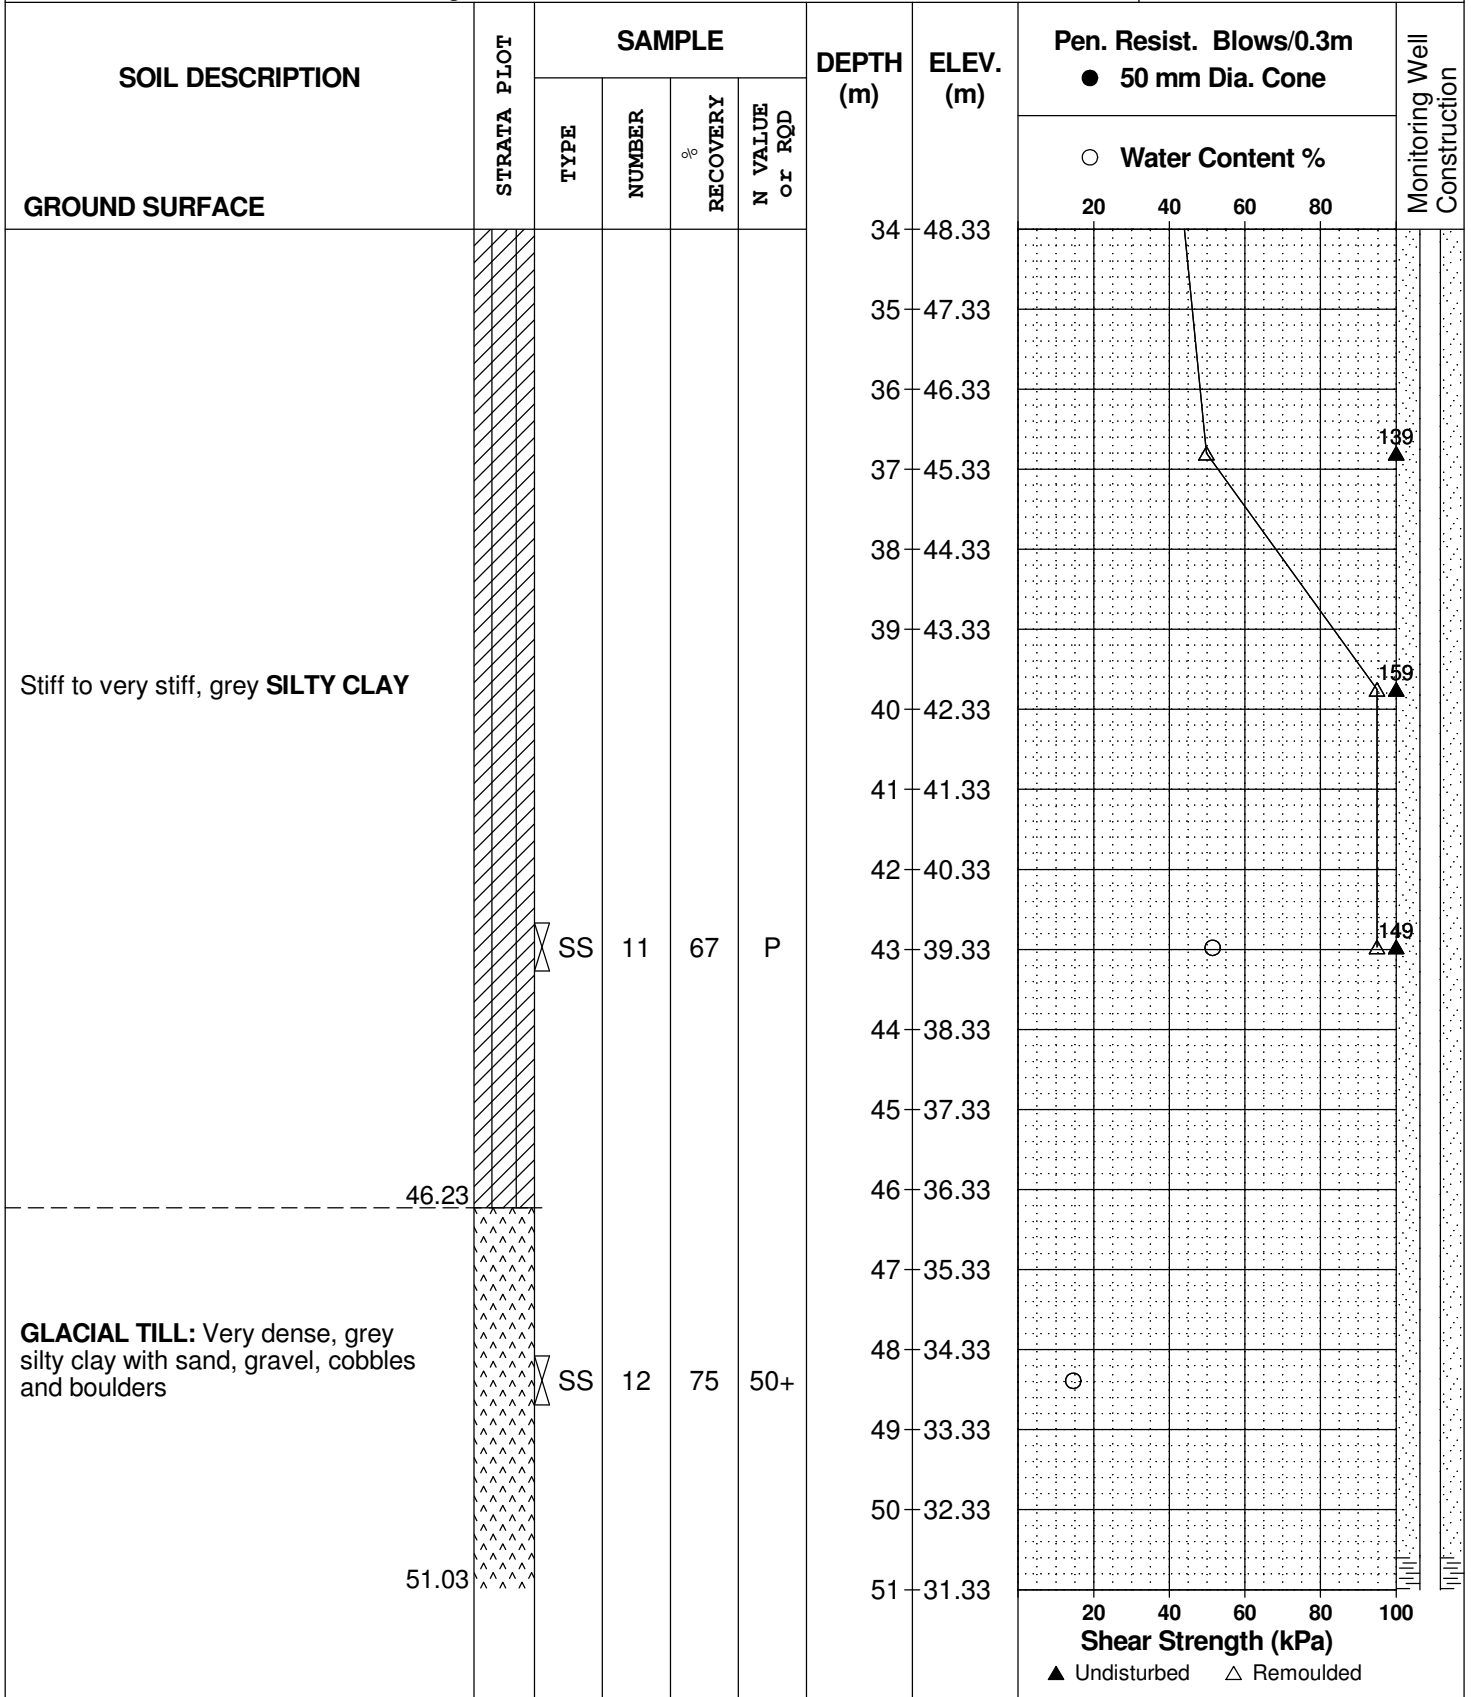 SOIL DESCRIPTION
GROUND SURFACE
STRATA PLOT
SAMPLE
TYPE
NUMBER
% RECOVERY
N VALUE or RQD
DEPTH (m)
ELEV. (m)
Pen. Resist. Blows/0.3m
● 50 mm Dia. Cone
○ Water Content %
20 40 60 80
Monitoring Well Construction
34 48.33
35 47.33
36 46.33
139
37 45.33
38 44.33
39 43.33
159
Stiff to very stiff, grey SILTY CLAY
40 42.33
41 41.33
42 40.33
149
SS 11 67 P
43 39.33
44 38.33
45 37.33
46.23
46 36.33
47 35.33
GLACIAL TILL: Very dense, grey
silty clay with sand, gravel, cobbles
and boulders
48 34.33
SS 12 75 50+
49 33.33
50 32.33
51.03
51 31.33
20 40 60 80 100
Shear Strength (kPa)
▲ Undisturbed △ Remoulded